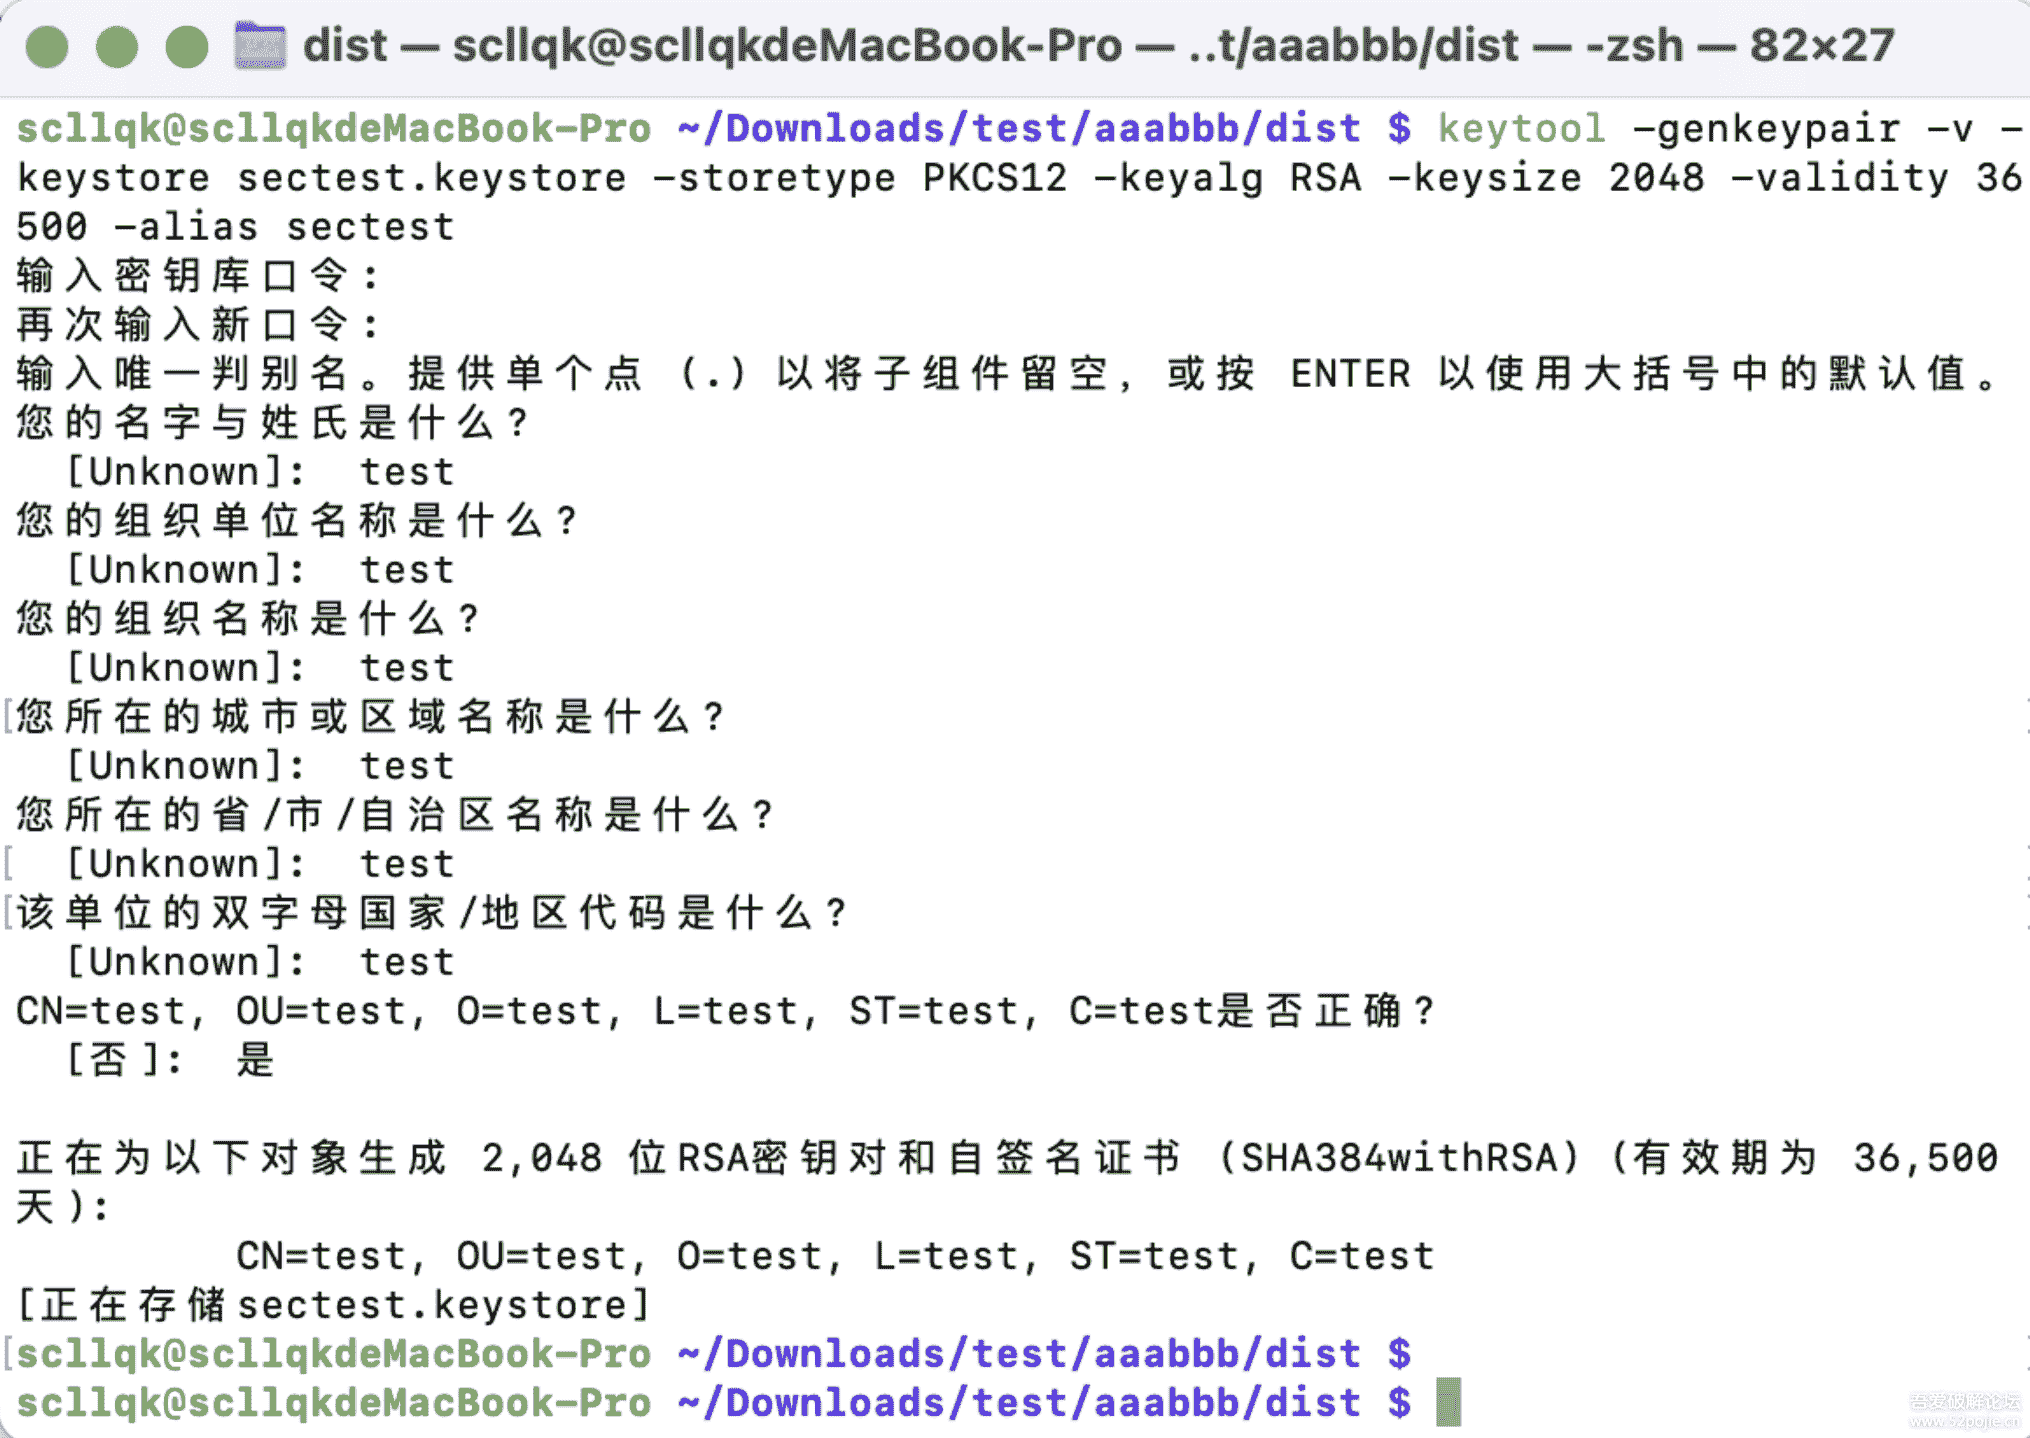 dist — scllqk@scllqkdeMacBook-Pro — ..t/aaabbb/dist — -zsh — 82×27
scllqk@scllqkdeMacBook-Pro ~/Downloads/test/aaabbb/dist $ keytool -genkeypair -v -
keystore sectest.keystore -storetype PKCS12 -keyalg RSA -keysize 2048 -validity 36
500 -alias sectest
输入密钥库口令:
再次输入新口令:
输入唯一判别名。提供单个点 (.) 以将子组件留空, 或按 ENTER 以使用大括号中的默认值。
您的名字与姓氏是什么?
  [Unknown]:  test
您的组织单位名称是什么?
  [Unknown]:  test
您的组织名称是什么?
  [Unknown]:  test
[您所在的城市或区域名称是什么?
  [Unknown]:  test
您所在的省/市/自治区名称是什么?
[  [Unknown]:  test
[该单位的双字母国家/地区代码是什么?
  [Unknown]:  test
CN=test, OU=test, O=test, L=test, ST=test, C=test是否正确?
  [否]:  是
正在为以下对象生成 2,048 位RSA密钥对和自签名证书 (SHA384withRSA) (有效期为 36,500
天):
         CN=test, OU=test, O=test, L=test, ST=test, C=test
[正在存储sectest.keystore]
[scllqk@scllqkdeMacBook-Pro ~/Downloads/test/aaabbb/dist $
scllqk@scllqkdeMacBook-Pro ~/Downloads/test/aaabbb/dist $
吾爱破解论坛
www.52pojie.cn